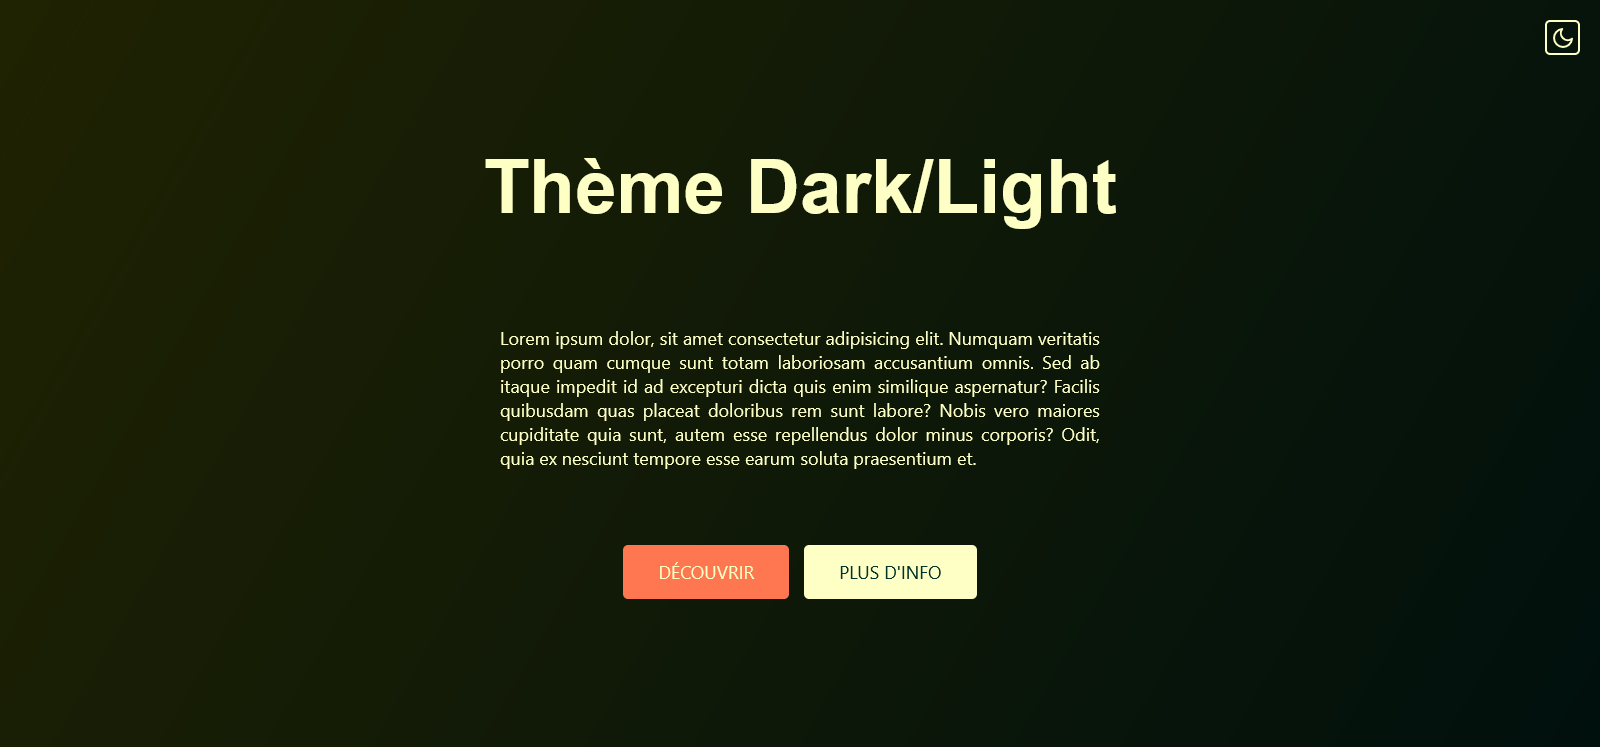 Thème Dark/Light
Lorem ipsum dolor, sit amet consectetur adipisicing elit. Numquam veritatis
porro quam cumque sunt totam laboriosam accusantium omnis. Sed ab
itaque impedit id ad excepturi dicta quis enim similique aspernatur? Facilis
quibusdam quas placeat doloribus rem sunt labore? Nobis vero maiores
cupiditate quia sunt, autem esse repellendus dolor minus corporis? Odit,
quia ex nesciunt tempore esse earum soluta praesentium et.
DÉCOUVRIR
PLUS D'INFO